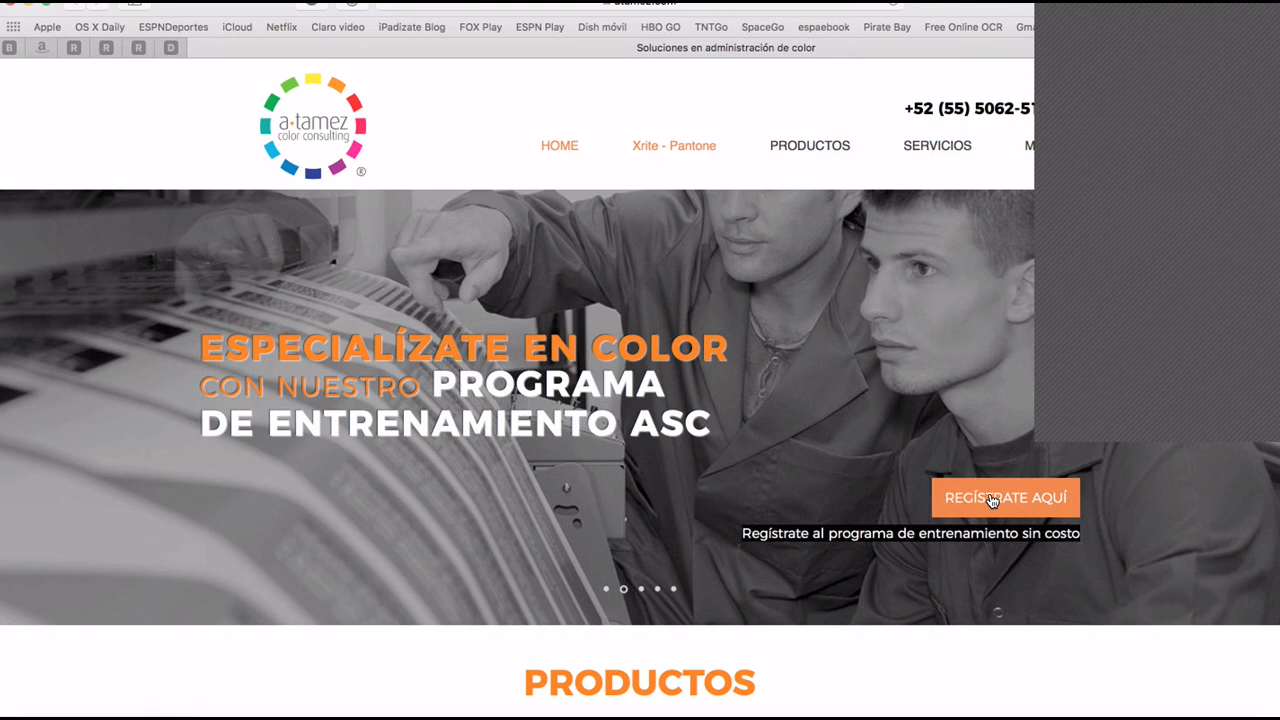 Apple OS X Daily ESPNDeportes iCloud Netflix Claro video iPadizate Blog FOX Play ESPN Play Dish móvil HBO GO TNTGo SpaceGo espaebook Pirate Bay Free Online OCR
B a R R R D Soluciones en administración de color
a·tamez
color consulting
®
+52 (55) 5062-5
HOME Xrite - Pantone PRODUCTOS SERVICIOS M
ESPECIALÍZATE EN COLOR
CON NUESTRO PROGRAMA
DE ENTRENAMIENTO ASC
REGÍSTRATE AQUÍ
Regístrate al programa de entrenamiento sin costo
PRODUCTOS